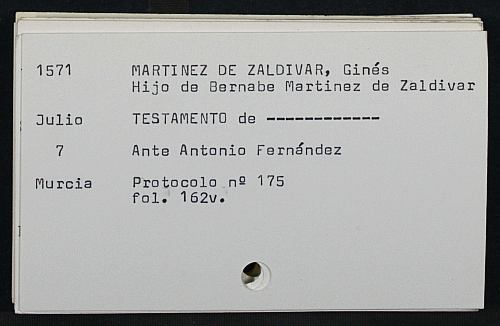 1571 MARTINEZ DE ZALDIVAR, Ginés
Hijo de Bernabe Martinez de Zaldivar
Julio TESTAMENTO de ------------
7 Ante Antonio Fernández
Murcia Protocolo nº 175
fol. 162v.